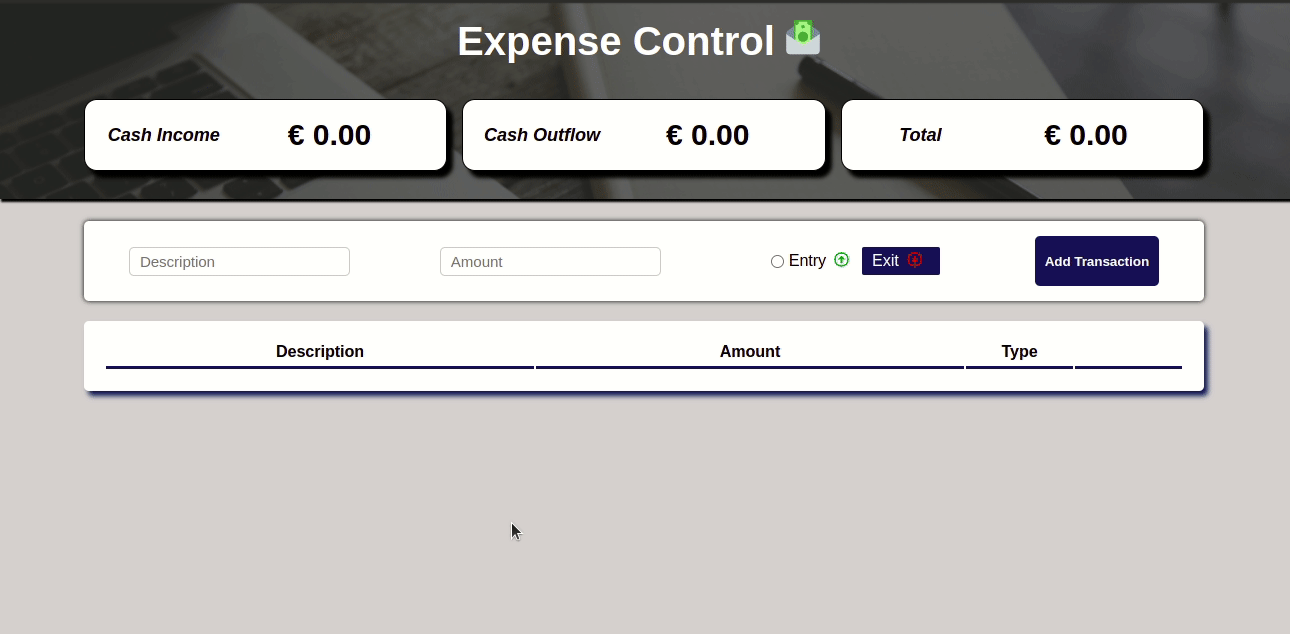 Expense Control
Cash Income € 0.00 Cash Outflow € 0.00 Total € 0.00
Description Amount Entry Exit Add Transaction
Description Amount Type